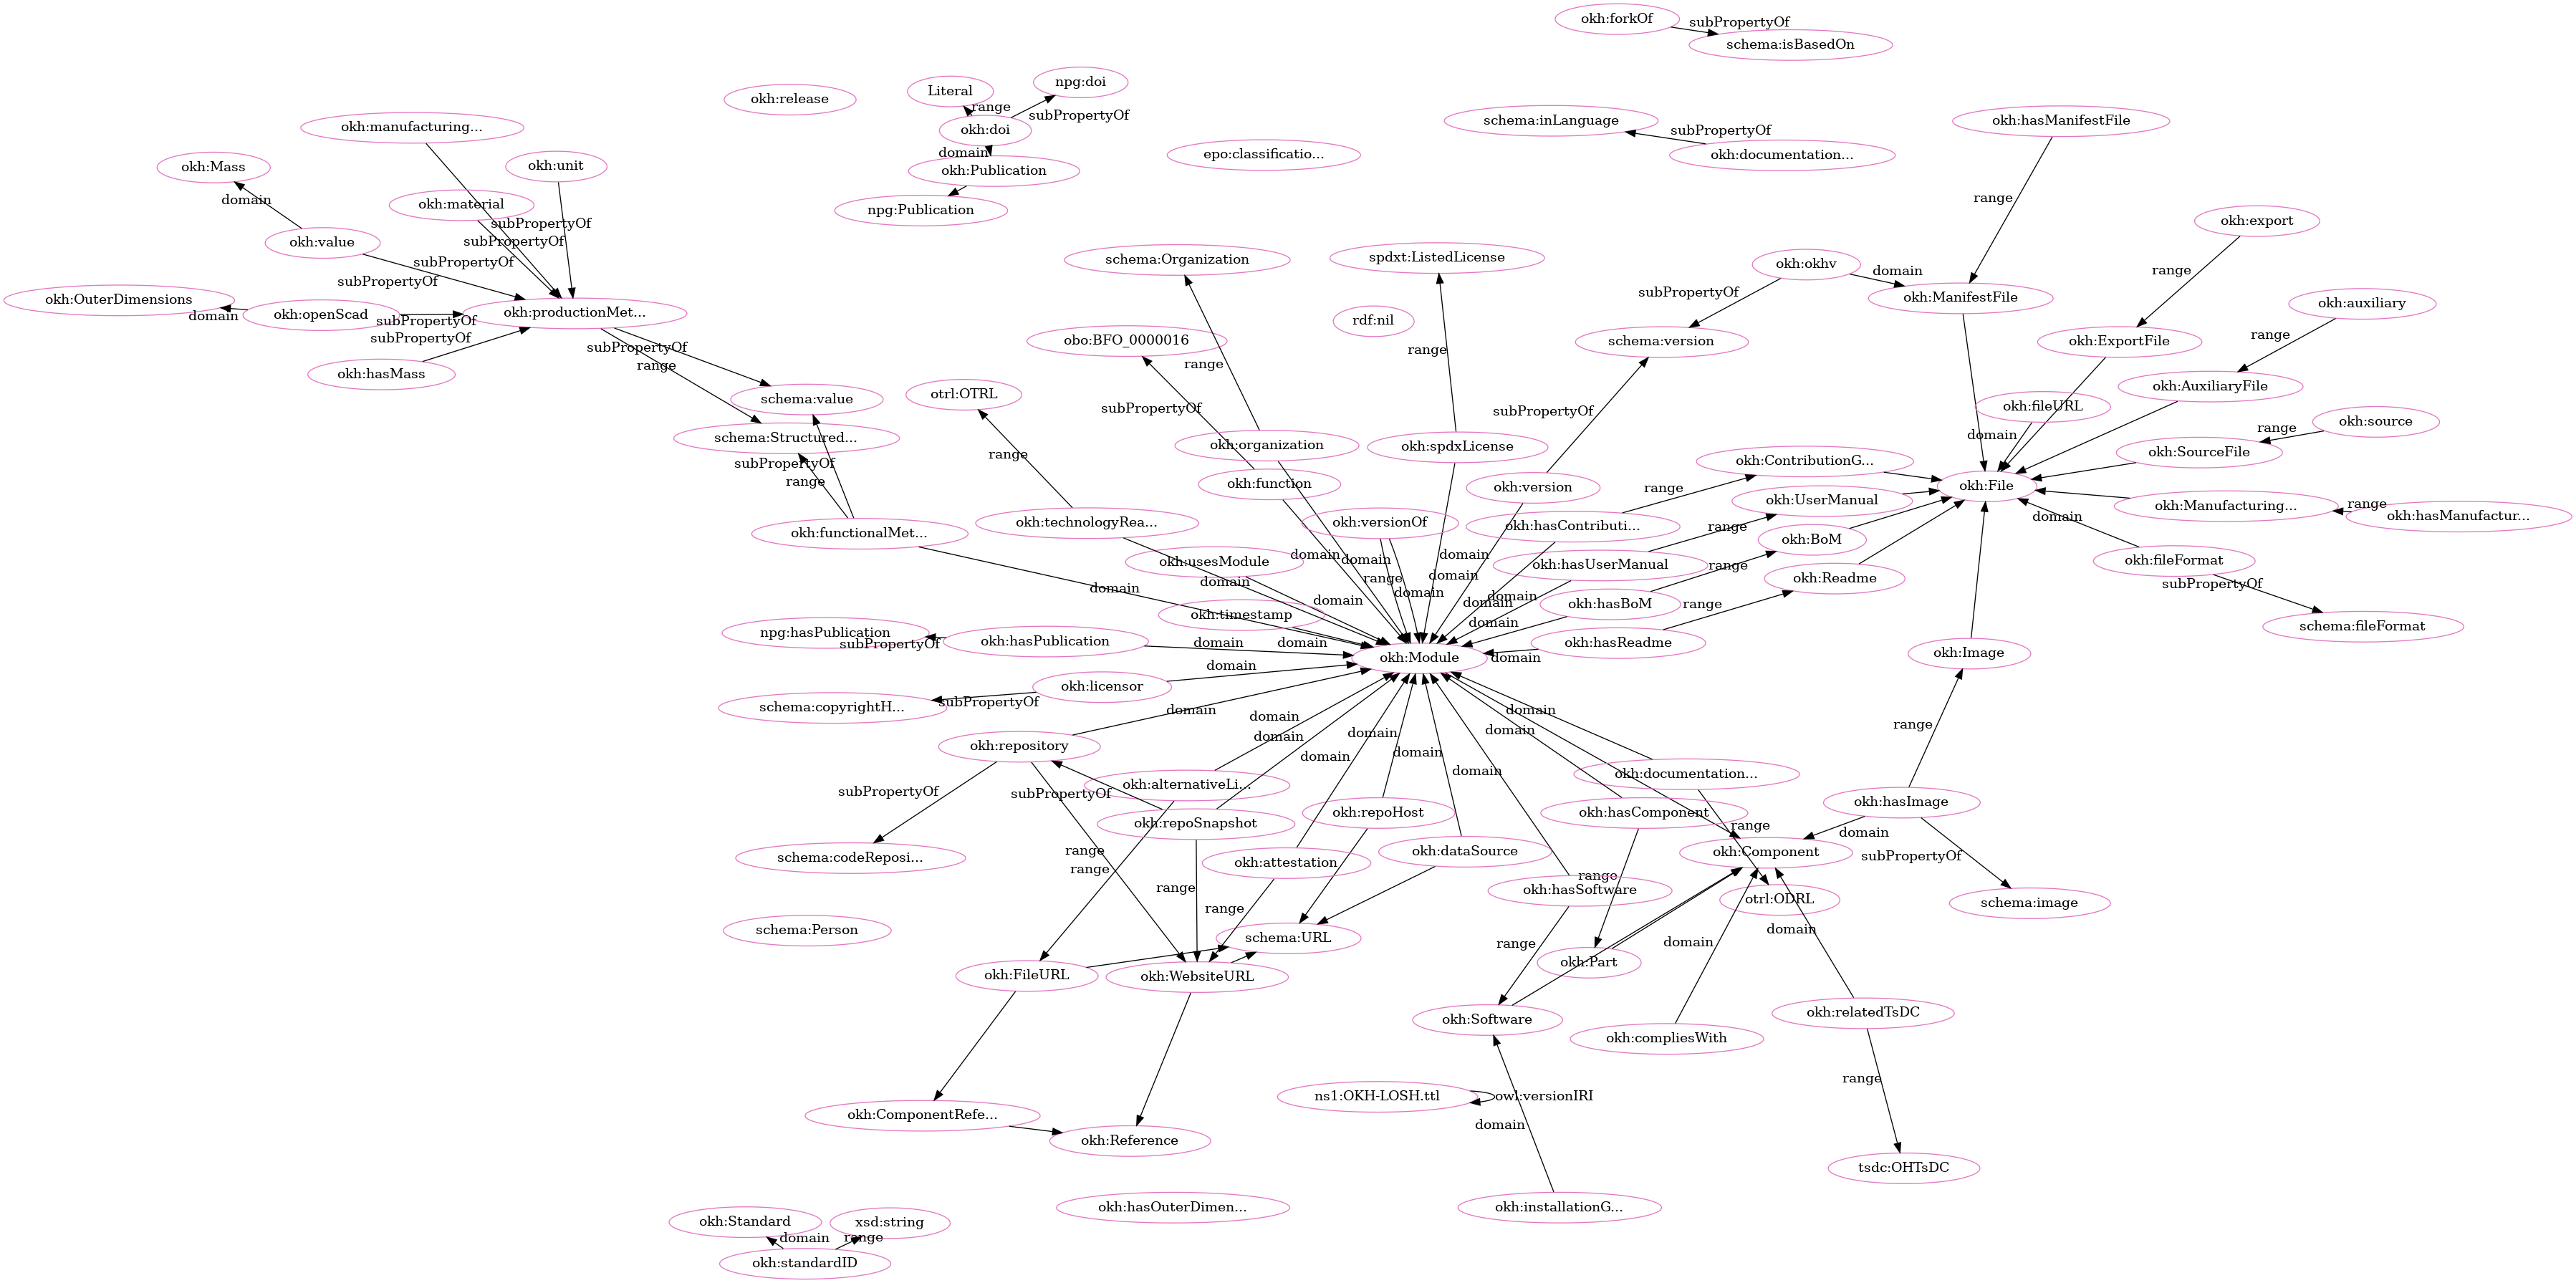 okh:forkOf
subPropertyOf
schema:isBasedOn
okh:release
Literal
npg:doi
range
subPropertyOf
okh:doi
domain
okh:Publication
npg:Publication
epo:classificatio...
schema:inLanguage
subPropertyOf
okh:documentation...
okh:hasManifestFile
range
okh:manufacturing...
okh:Mass
okh:unit
domain
okh:material
subPropertyOf
subPropertyOf
okh:value
subPropertyOf
subPropertyOf
okh:OuterDimensions
domain
okh:openScad
subPropertyOf
okh:productionMet...
subPropertyOf
okh:hasMass
subPropertyOf
range
schema:value
schema:Structured...
subPropertyOf
range
okh:functionalMet...
domain
schema:Organization
spdxt:ListedLicense
rdf:nil
obo:BFO_0000016
range
range
otrl:OTRL
subPropertyOf
okh:organization
okh:spdxLicense
range
okh:function
okh:version
subPropertyOf
okh:technologyRea...
okh:versionOf
okh:hasContributi...
range
okh:okhv
domain
subPropertyOf
okh:ManifestFile
schema:version
okh:export
range
okh:ExportFile
okh:auxiliary
range
okh:AuxiliaryFile
okh:fileURL
okh:source
range
domain
okh:SourceFile
okh:ContributionG...
okh:File
okh:UserManual
okh:Manufacturing...
range
okh:hasManufactur...
domain
range
okh:BoM
okh:fileFormat
subPropertyOf
schema:fileFormat
okh:Readme
okh:usesModule
domain
domain
range
domain
domain
domain
okh:hasUserManual
range
domain
domain
domain
domain
domain
okh:hasBoM
range
okh:timestamp
domain
npg:hasPublication
subPropertyOf
okh:hasPublication
domain
domain
okh:Module
domain
okh:hasReadme
okh:Image
okh:licensor
domain
schema:copyrightH...
subPropertyOf
domain
domain
domain
domain
domain
domain
domain
range
domain
domain
okh:repository
subPropertyOf
subPropertyOf
okh:alternativeLi...
okh:documentation...
okh:repoSnapshot
okh:repoHost
okh:hasComponent
okh:hasImage
range
domain
subPropertyOf
schema:codeReposi...
range
range
range
okh:attestation
okh:dataSource
okh:Component
range
okh:hasSoftware
otrl:ODRL
schema:image
range
schema:Person
schema:URL
range
domain
domain
okh:FileURL
okh:WebsiteURL
okh:Part
okh:Software
okh:relatedTsDC
okh:compliesWith
range
ns1:OKH-LOSH.ttl
owl:versionIRI
okh:ComponentRefe...
domain
okh:Reference
tsdc:OHTsDC
okh:hasOuterDimen...
okh:installationG...
okh:Standard
xsd:string
domain
range
okh:standardID